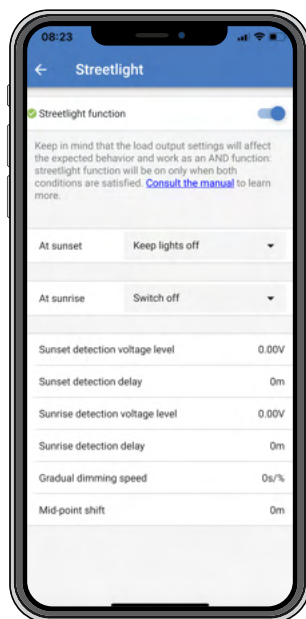 08:23
Streetlight
Streetlight function
Keep in mind that the load output settings will affect
the expected behavior and work as an AND function:
streetlight function will be on only when both
conditions are satisfied. Consult the manual to learn
more.
At sunset Keep lights off
At sunrise Switch off
Sunset detection voltage level 0.00V
Sunset detection delay 0m
Sunrise detection voltage level 0.00V
Sunrise detection delay 0m
Gradual dimming speed 0s/%
Mid-point shift 0m